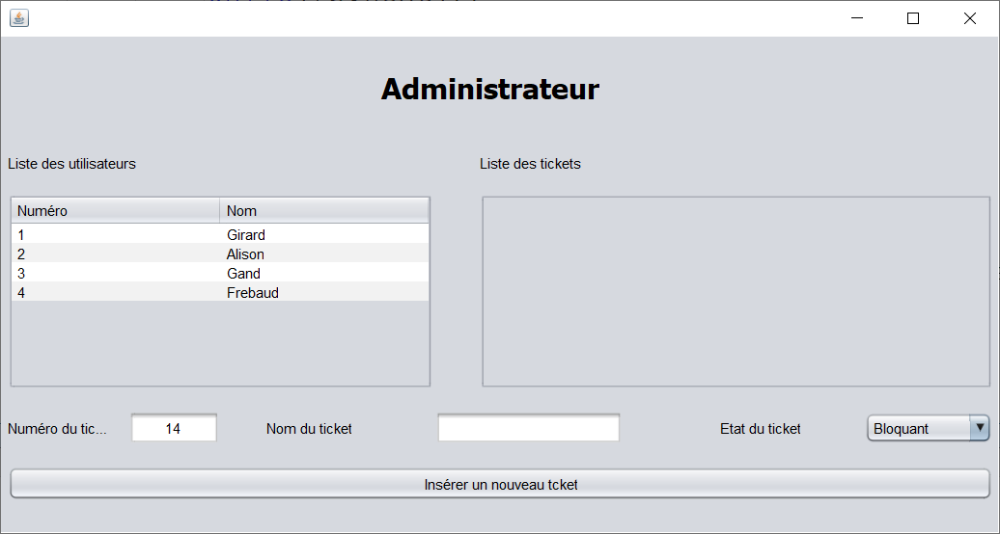 Administrateur
Liste des utilisateurs
Liste des tickets
Numéro Nom
1 Girard
2 Alison
3 Gand
4 Frebaud
Numéro du tic... 14 Nom du ticket Etat du ticket Bloquant
Insérer un nouveau tcket